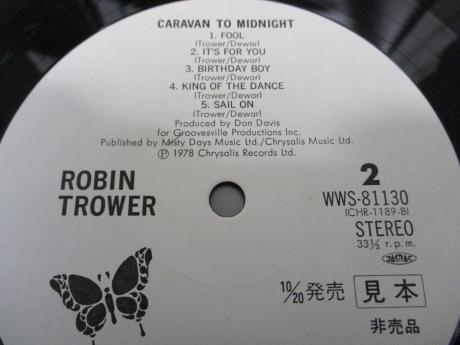 CARAVAN TO MIDNIGHT
1. FOOL
(Trower/Dewar)
2. IT'S FOR YOU
(Trower/Dewar)
3. BIRTHDAY BOY
(Trower/Dewar)
4. KING OF THE DANCE
(Trower/Dewar)
5. SAIL ON
(Trower/Dewar)
Produced by Don Davis
for Groovesville Productions Inc.
Published by Misty Days Music Ltd./Chrysalis Music Ltd.
Ⓟ 1978 Chrysalis Records Ltd.
ROBIN
TROWER
2
WWS-81130
(CHR-1189-B)
STEREO
33⅓ r.p.m.
JASRAC
10/20 発売 見本
非売品